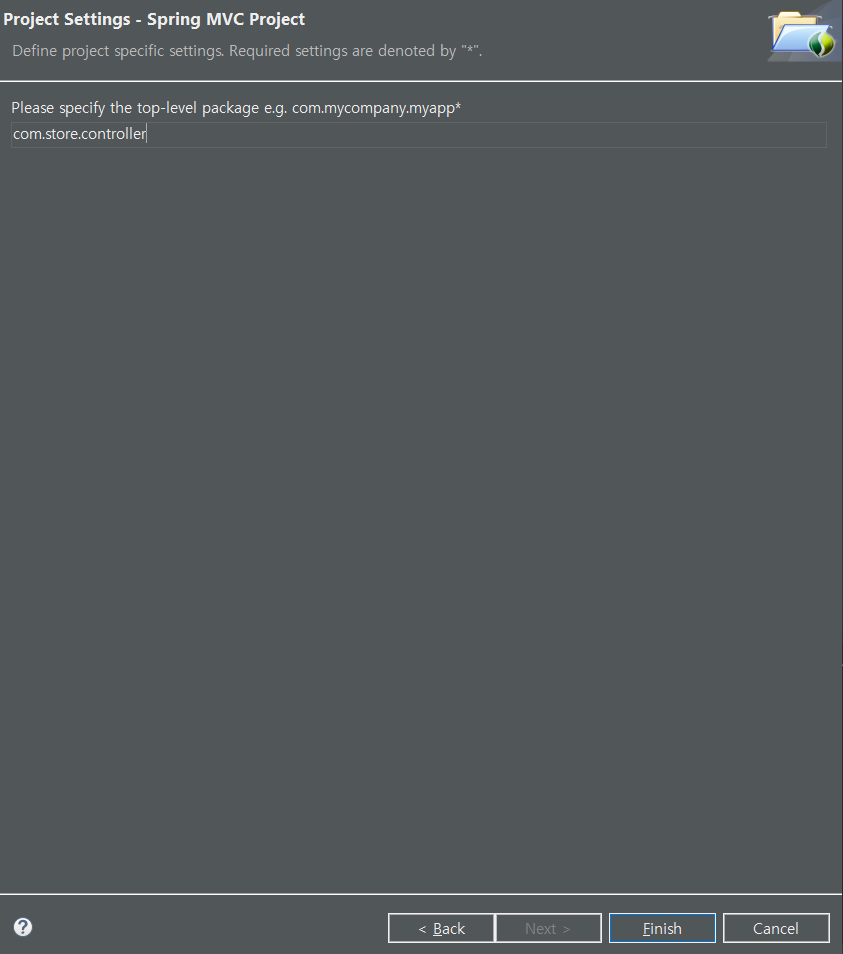 Project Settings - Spring MVC Project
Define project specific settings. Required settings are denoted by "*".
Please specify the top-level package e.g. com.mycompany.myapp*
com.store.controller
?
< Back
Next >
Finish
Cancel